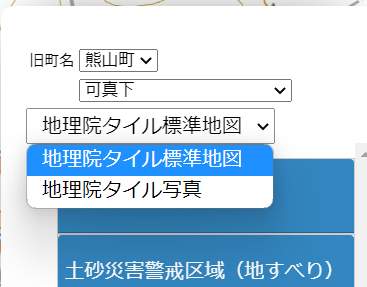 旧町名 熊山町
可真下
地理院タイル標準地図
地理院タイル標準地図
地理院タイル写真
土砂災害警戒区域（地すべり）